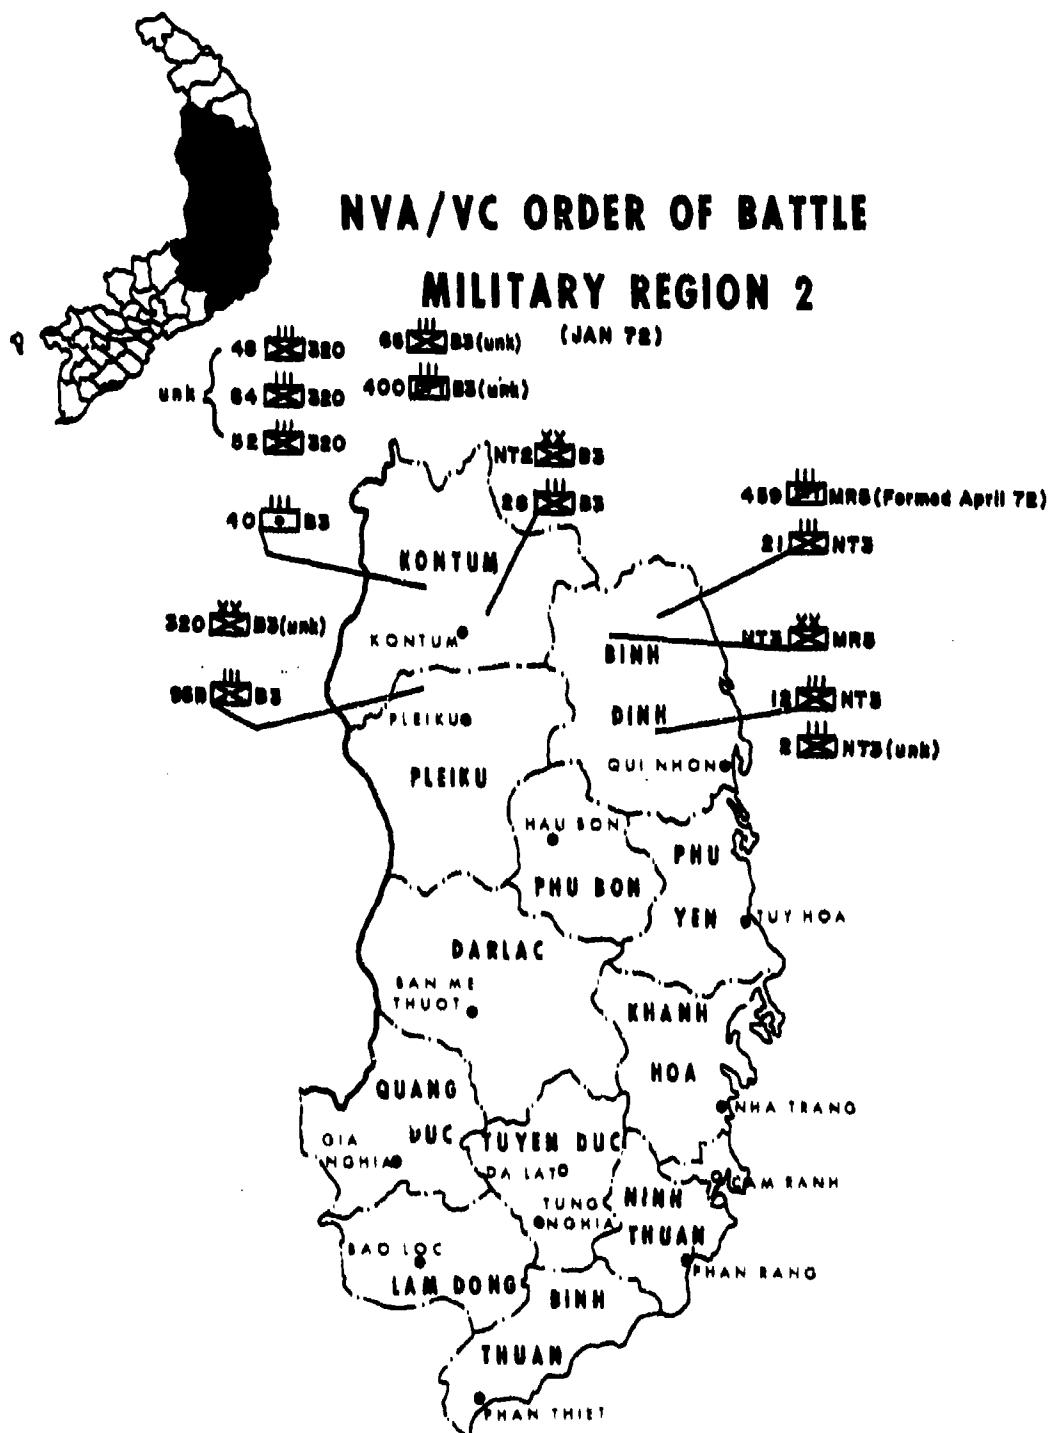 NVA/VC ORDER OF BATTLE
MILITARY REGION 2
(JAN 72)
unk
48 320
64 320
52 320
66 B3(unk)
400 B3(unk)
NT2 B3
28 B3
40 B3
320 B3(unk)
95B B3
459 MR5(Formed April 72)
21 NT3
NT3 MR5
12 NT3
2 NT3(unk)
KONTUM
KONTUM
BINH
DINH
PLEIKU
QUI NHON
PLEIKU
HAU BON
PHU
PHU BON
YEN
TUY HOA
DARLAC
BAN ME
THUOT
KHANH
HOA
QUANG
NHA TRANG
DUC
TUYEN DUC
GIA
NGHIA
DA LAT
CAM RANH
NINH
TUNG
NGHIA
THUAN
BAO LOC
PHAN RANG
LAM DONG
BINH
THUAN
PHAN THIET